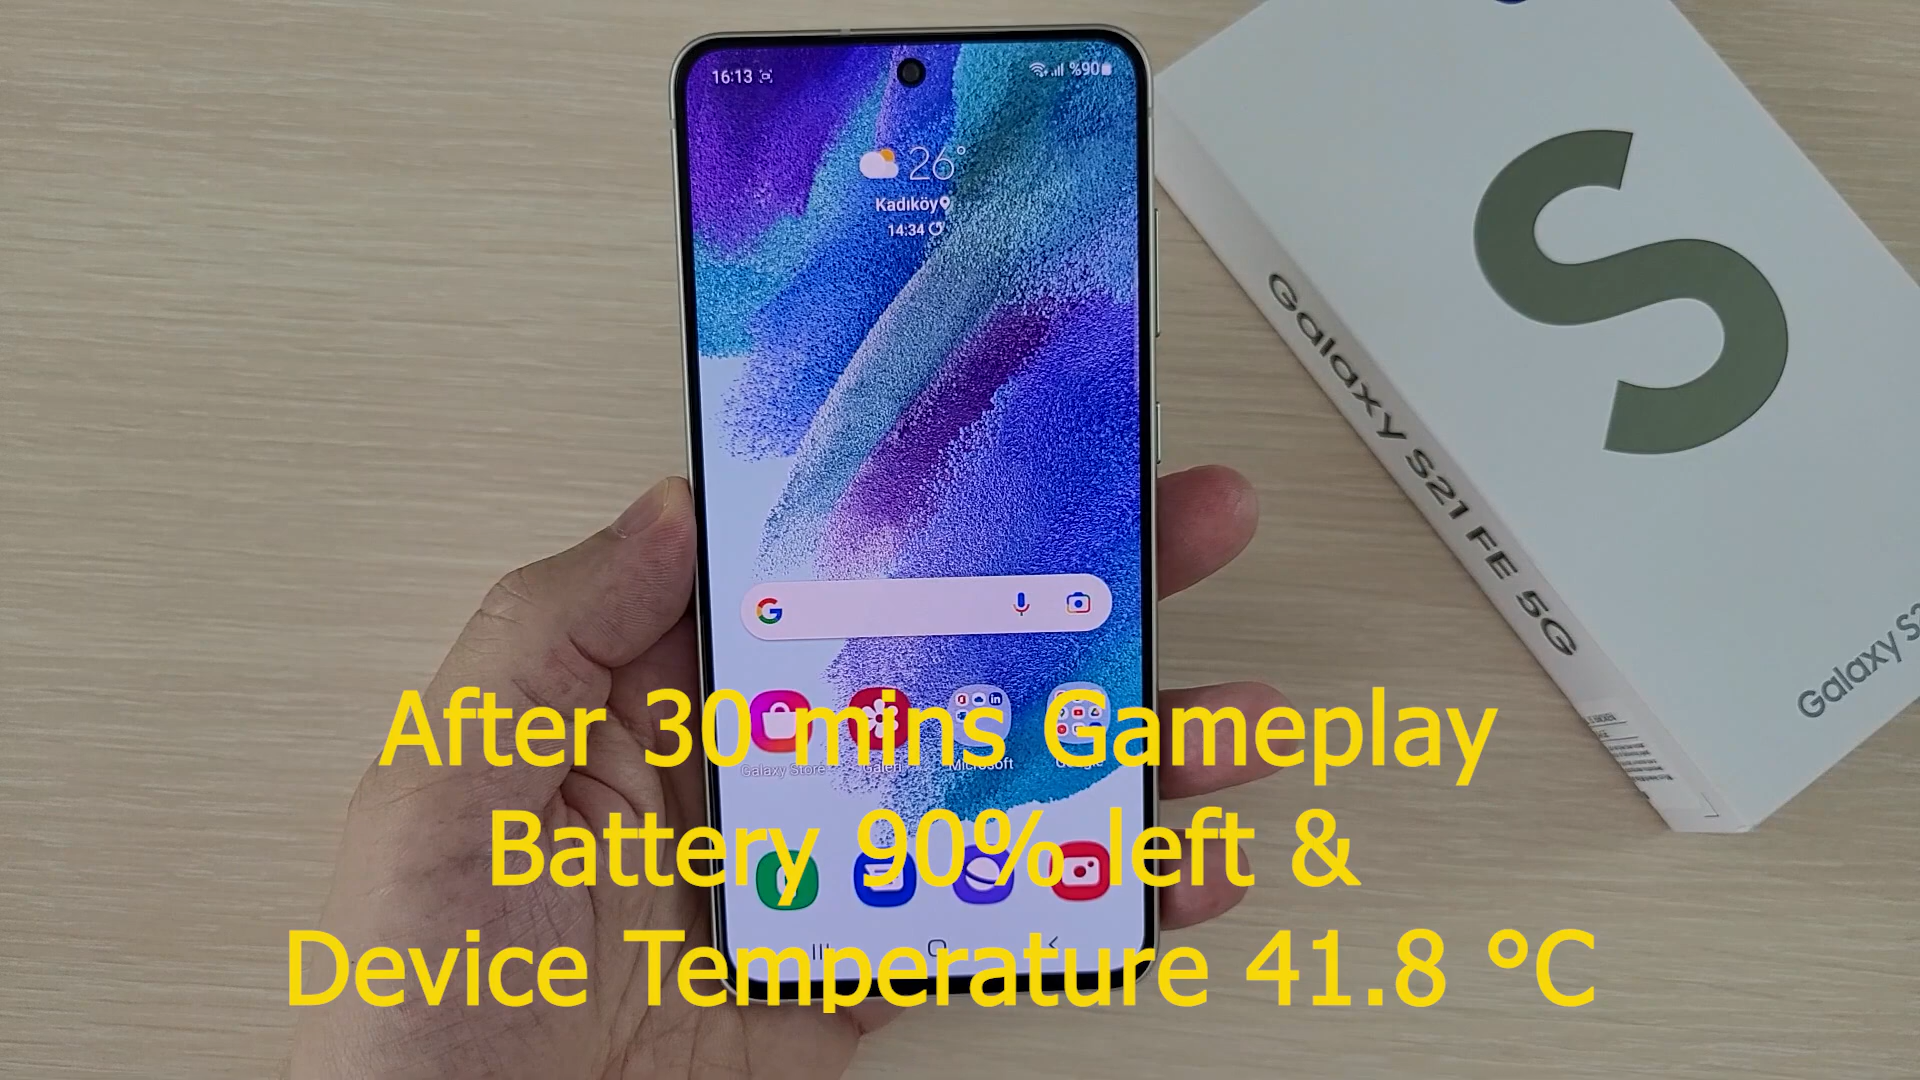 16:13
%90
26°
Kadıköy
14:34
S
Galaxy S21 FE 5G
Galaxy S2
Galaxy Store
Galeri
Microsoft
Google
After 30 mins Gameplay
Battery 90% left &
Device Temperature 41.8 °C